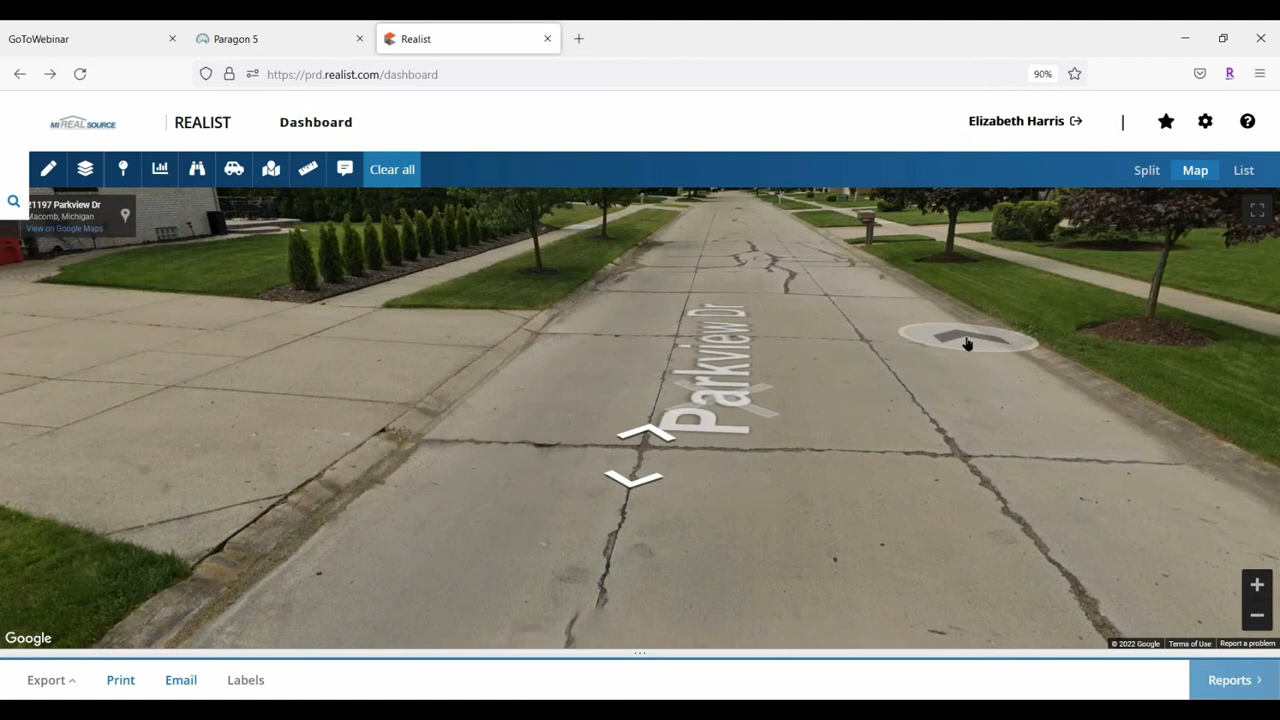 GoToWebinar
Paragon 5
Realist
https://prd.realist.com/dashboard
90%
R
MI REAL SOURCE
REALIST
Dashboard
Elizabeth Harris
Clear all
Split
Map
List
21197 Parkview Dr
Macomb, Michigan
View on Google Maps
Parkview Dr
Google
© 2022 Google
Terms of Use
Report a problem
Export
Print
Email
Labels
Reports